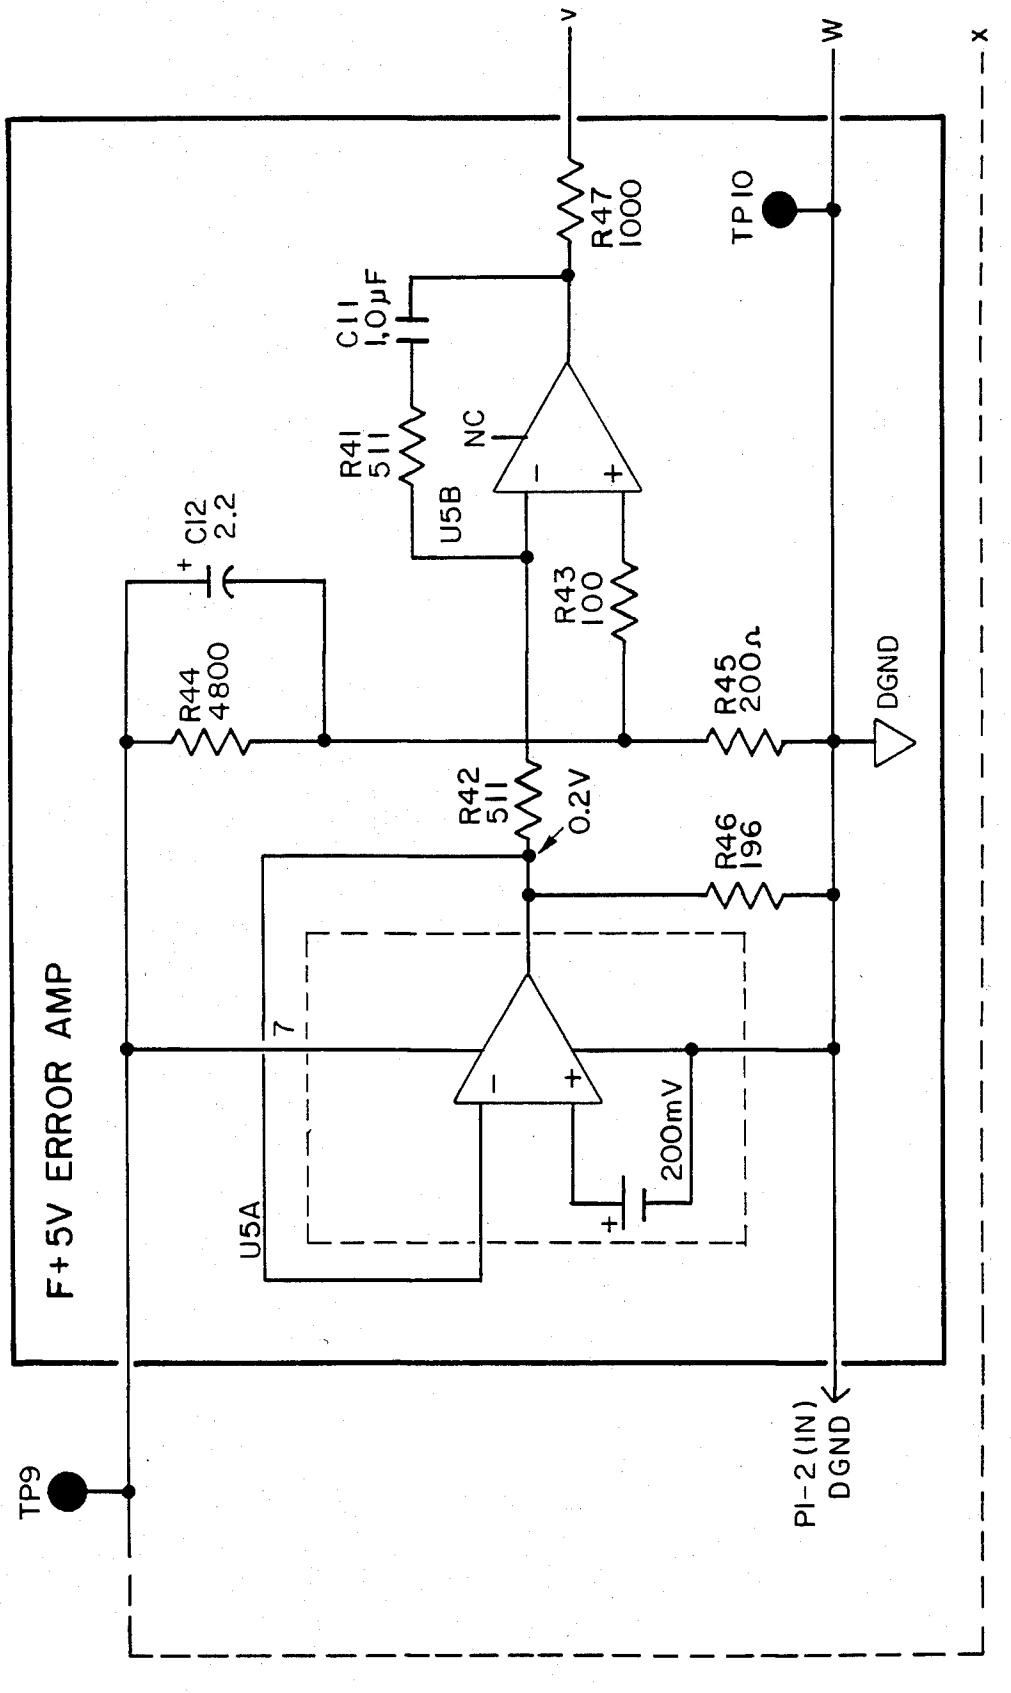 F+5V ERROR AMP
TP9
U5A
7
200mV
+
-
+
P1-2 (IN)
DGND
R44
4800
+
C12
2.2
R42
511
0.2V
R46
196
R45
200Ω
DGND
R43
100
U5B
R41
511
C11
1.0µF
NC
-
+
R47
1000
TP10
V
W
X